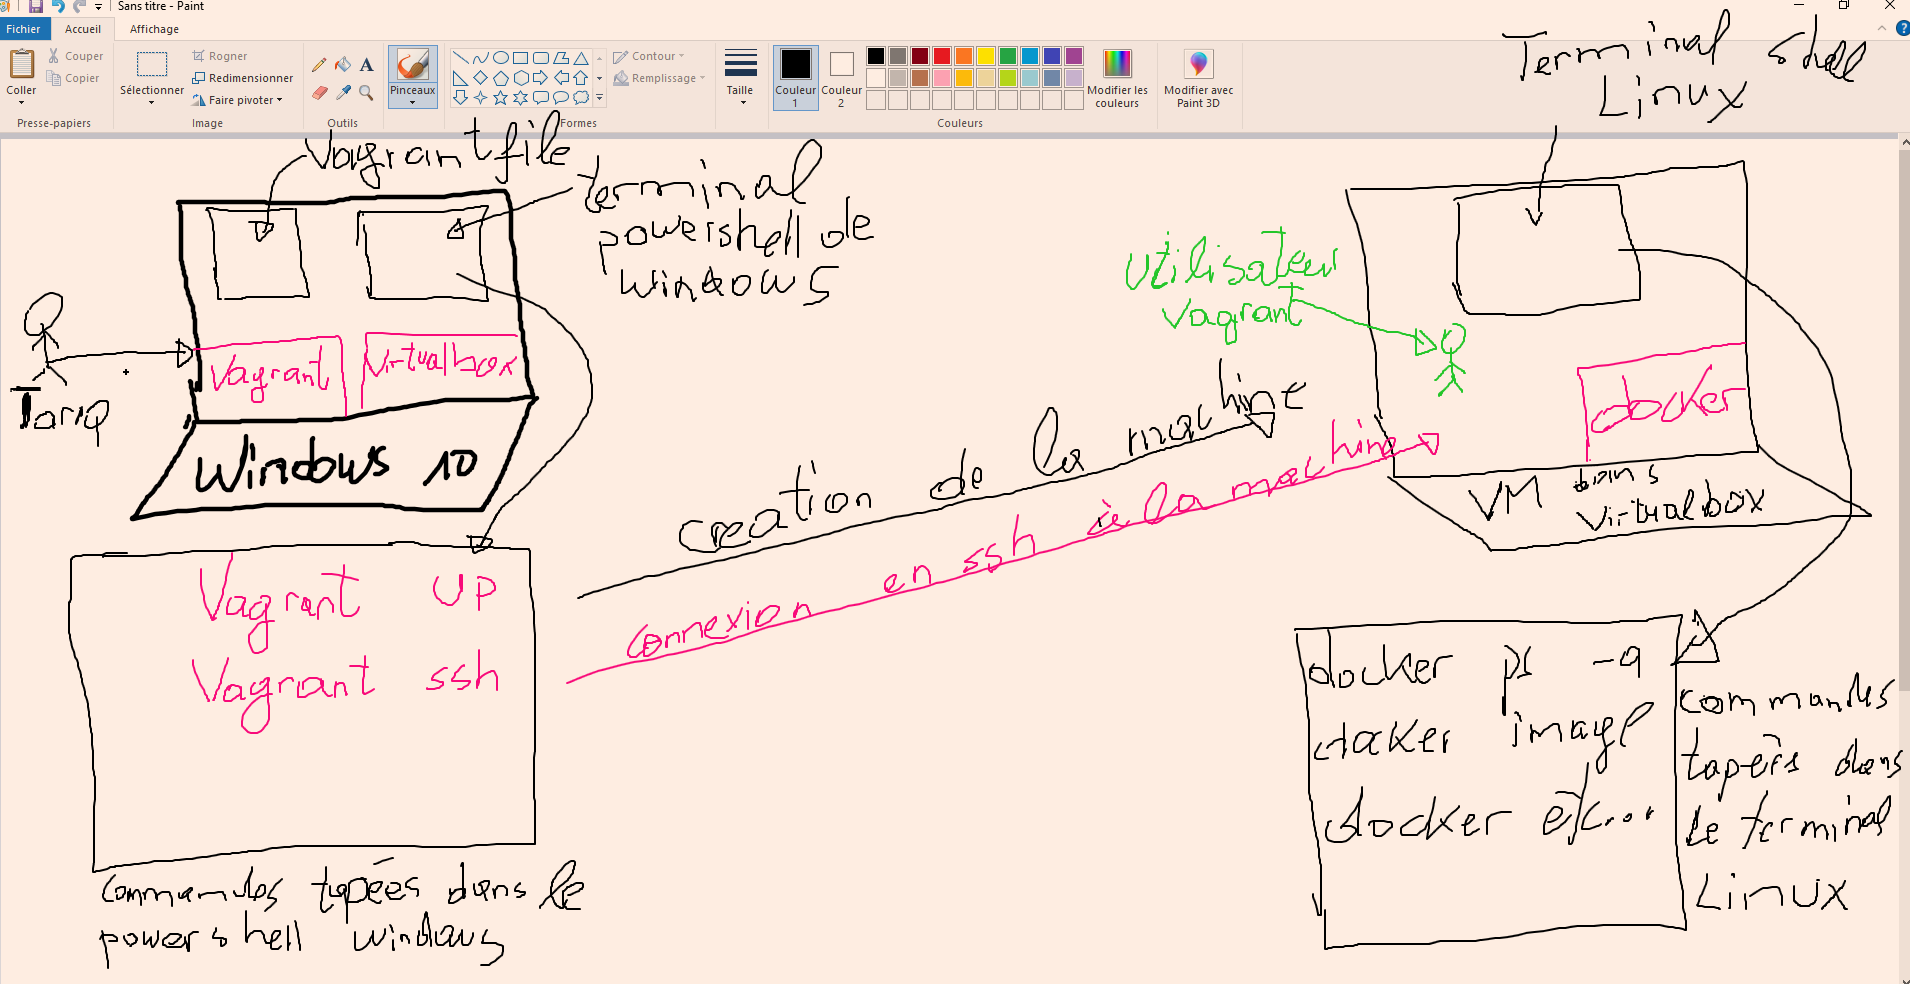 Sans titre - Paint
Fichier
Accueil
Affichage
Coller
Couper
Copier
Presse-papiers
Sélectionner
Rogner
Redimensionner
Faire pivoter
Image
Outils
Pinceaux
Contour
Remplissage
Formes
Taille
Couleur
1
Couleur
2
Modifier les
couleurs
Modifier avec
Paint 3D
Couleurs
Terminal shell
Linux
Vagrantfile
terminal
powershell de
windows
Tariq
Vagrant
Virtualbox
Windows 10
utilisateur
vagrant
docker
VM dans
Virtualbox
creation de la machine
connexion en ssh à la machine
Vagrant UP
Vagrant ssh
commandes tapées dans le
powershell windows
docker ps -a
docker image
docker
commandes
tapées dans
le terminal
Linux